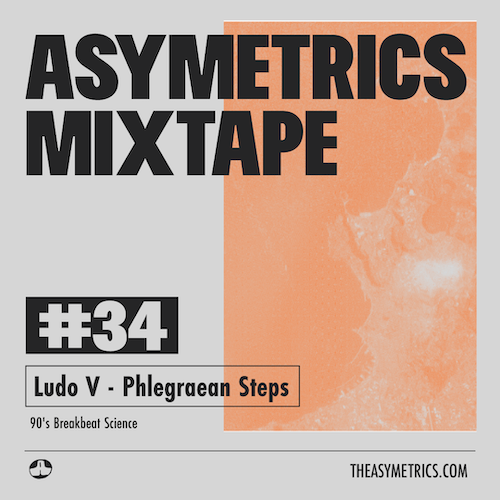 ASYMETRICS
MIXTAPE
#34
Ludo V - Phlegraean Steps
90's Breakbeat Science
THEASYMETRICS.COM